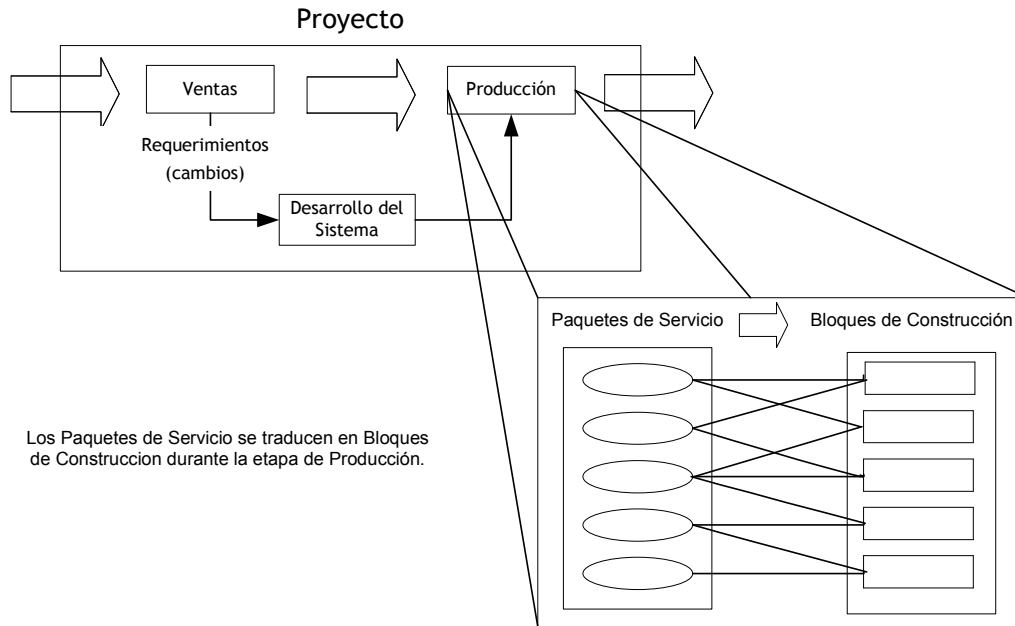 Proyecto
Ventas
Producción
Requerimientos
(cambios)
Desarrollo del
Sistema
Paquetes de Servicio
Bloques de Construcción
Los Paquetes de Servicio se traducen en Bloques
de Construccion durante la etapa de Producción.